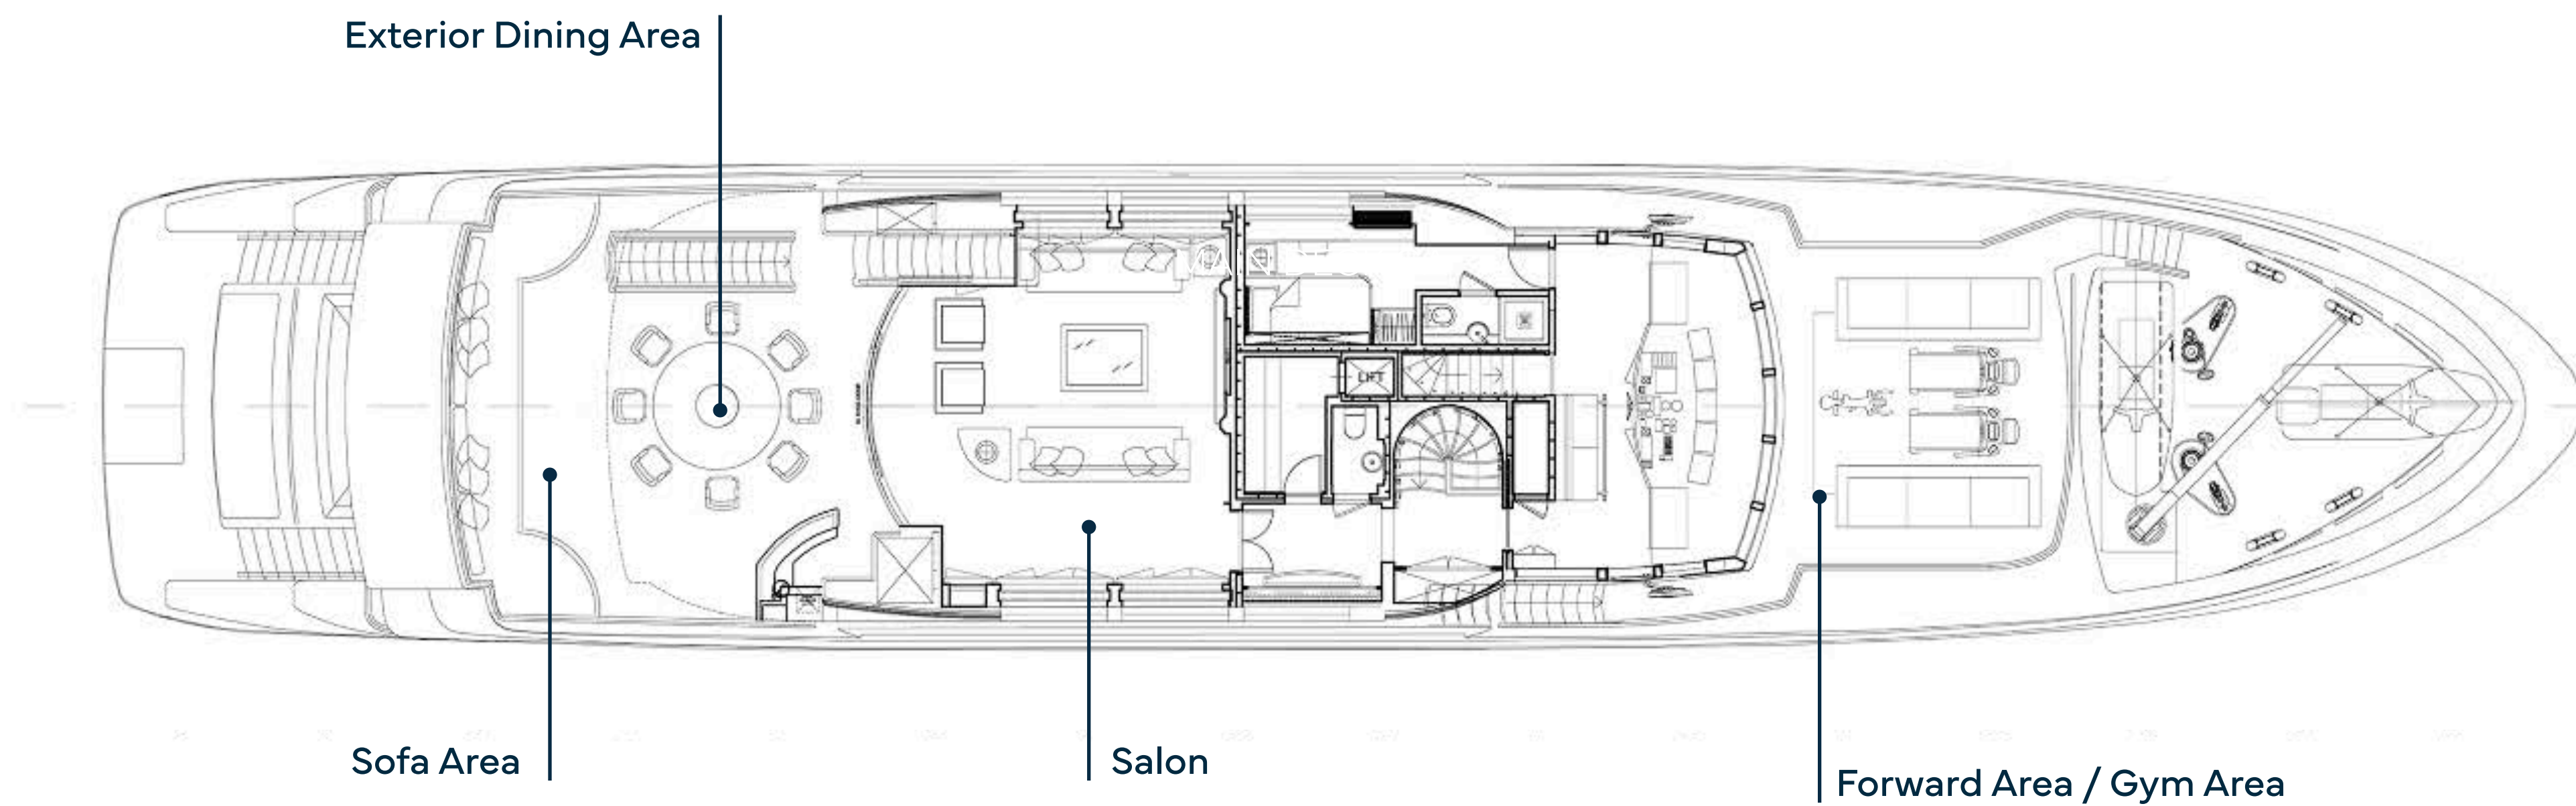 Exterior Dining Area
LIFT
Sofa Area
Salon
Forward Area / Gym Area